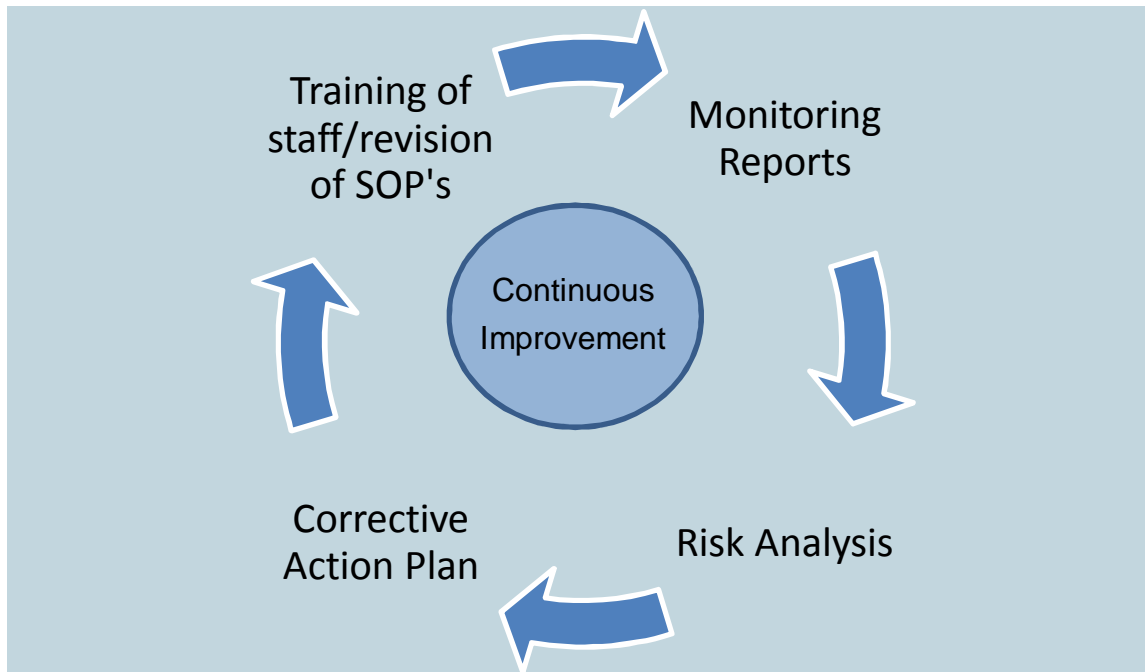 Training of
staff/revision
of SOP's
Monitoring
Reports
Continuous
Improvement
Corrective
Action Plan
Risk Analysis